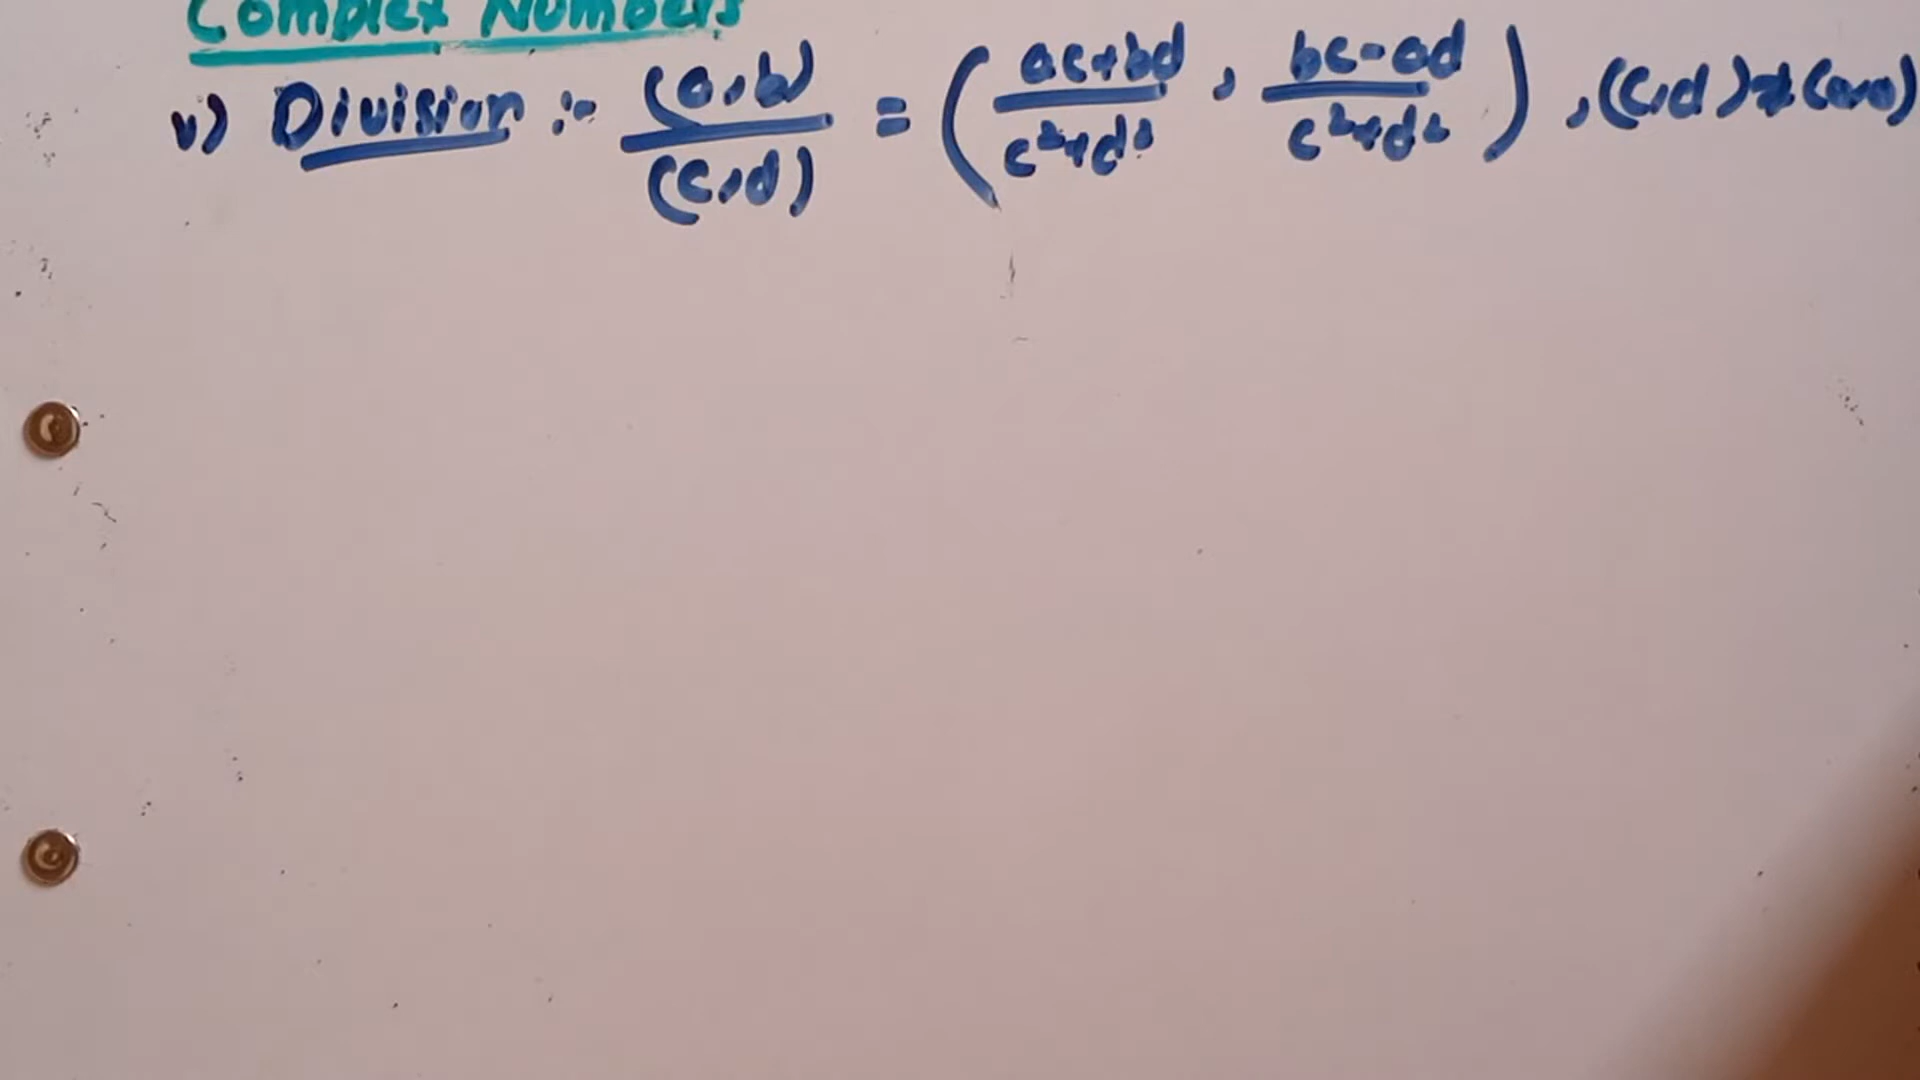 Complex Numbers
v) Division :- (a,b)/(c,d) = ( ac+bd/c²+d² , bc-ad/c²+d² ) , (c,d) ≠ (0,0)